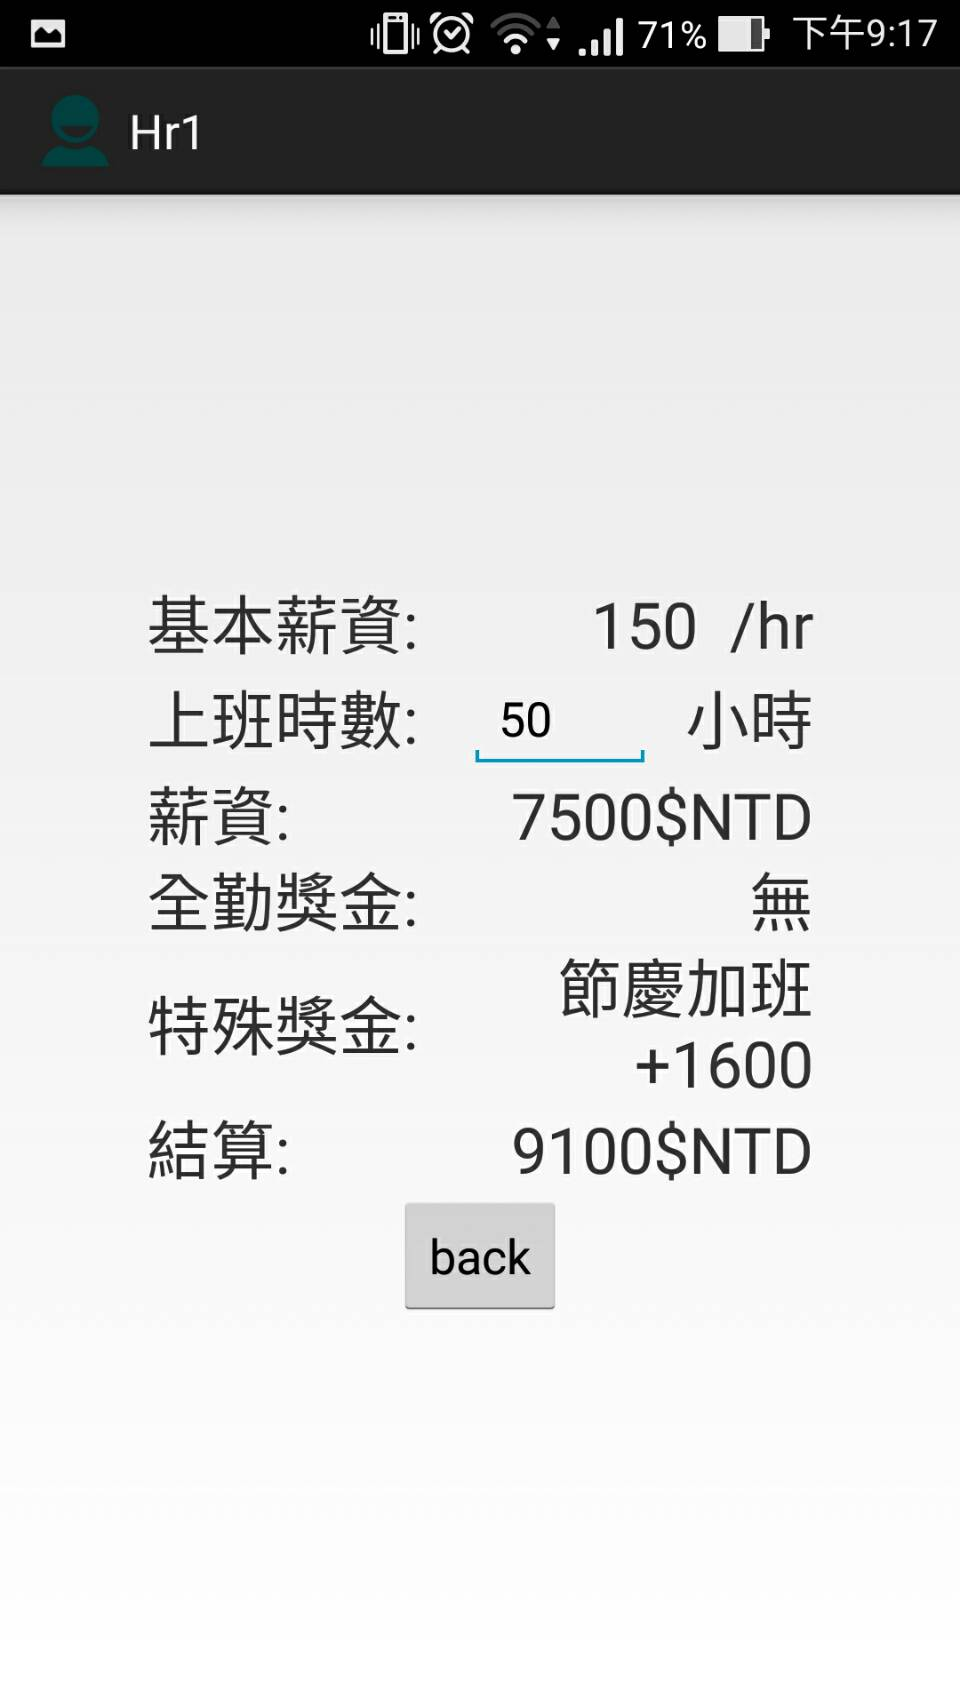 71% 下午9:17
Hr1
基本薪資: 150 /hr
上班時數: 50 小時
薪資: 7500$NTD
全勤獎金: 無
特殊獎金: 節慶加班
+1600
結算: 9100$NTD
back